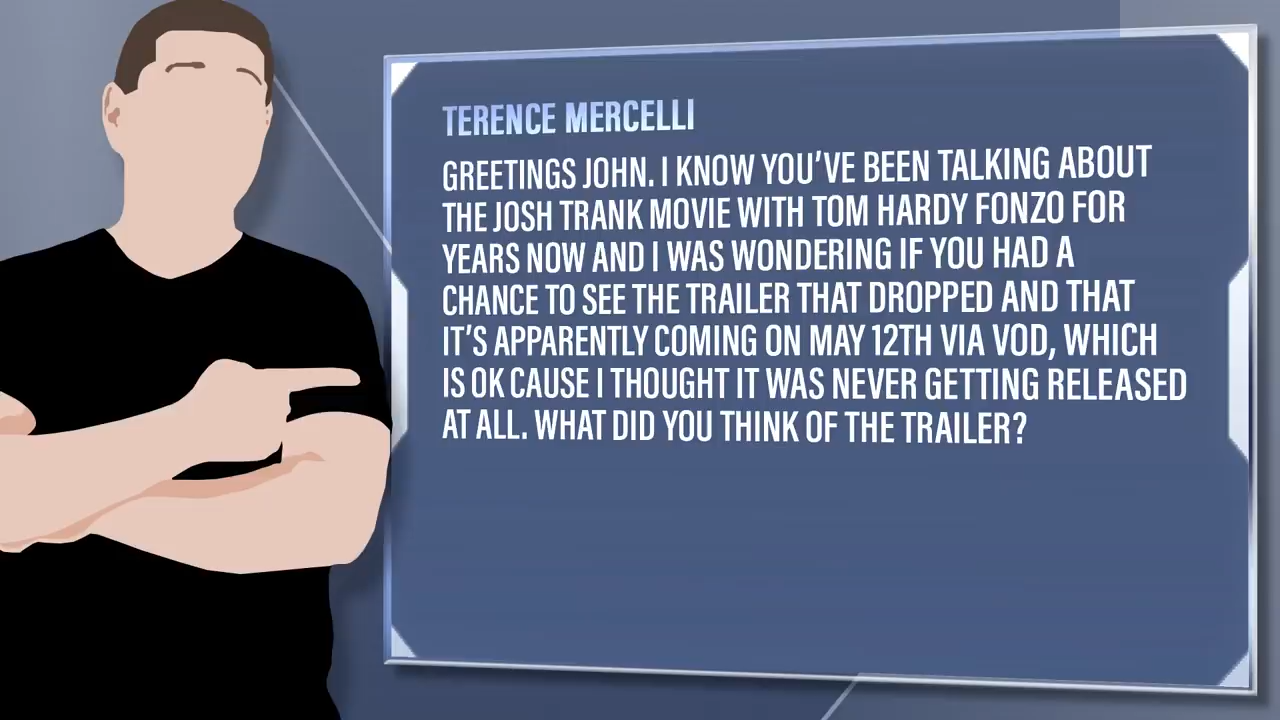 TERENCE MERCELLI
GREETINGS JOHN. I KNOW YOU'VE BEEN TALKING ABOUT
THE JOSH TRANK MOVIE WITH TOM HARDY FONZO FOR
YEARS NOW AND I WAS WONDERING IF YOU HAD A
CHANCE TO SEE THE TRAILER THAT DROPPED AND THAT
IT'S APPARENTLY COMING ON MAY 12TH VIA VOD, WHICH
IS OK CAUSE I THOUGHT IT WAS NEVER GETTING RELEASED
AT ALL. WHAT DID YOU THINK OF THE TRAILER?